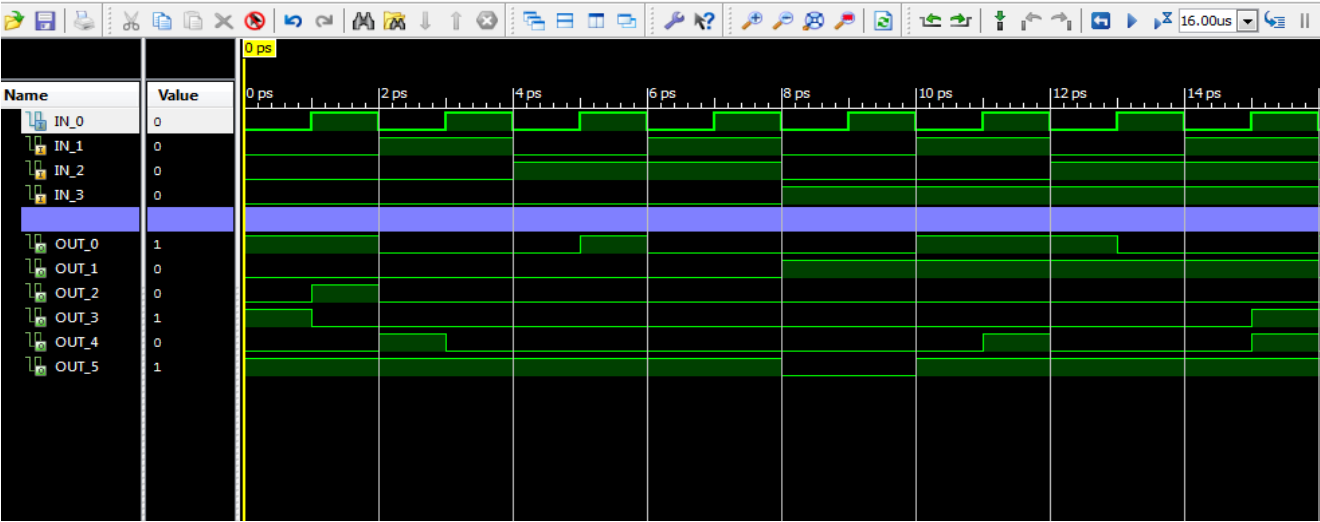 16.00us
0 ps
Name Value 0 ps 2 ps 4 ps 6 ps 8 ps 10 ps 12 ps 14 ps
IN_0 0
IN_1 0
IN_2 0
IN_3 0
OUT_0 1
OUT_1 0
OUT_2 0
OUT_3 1
OUT_4 0
OUT_5 1